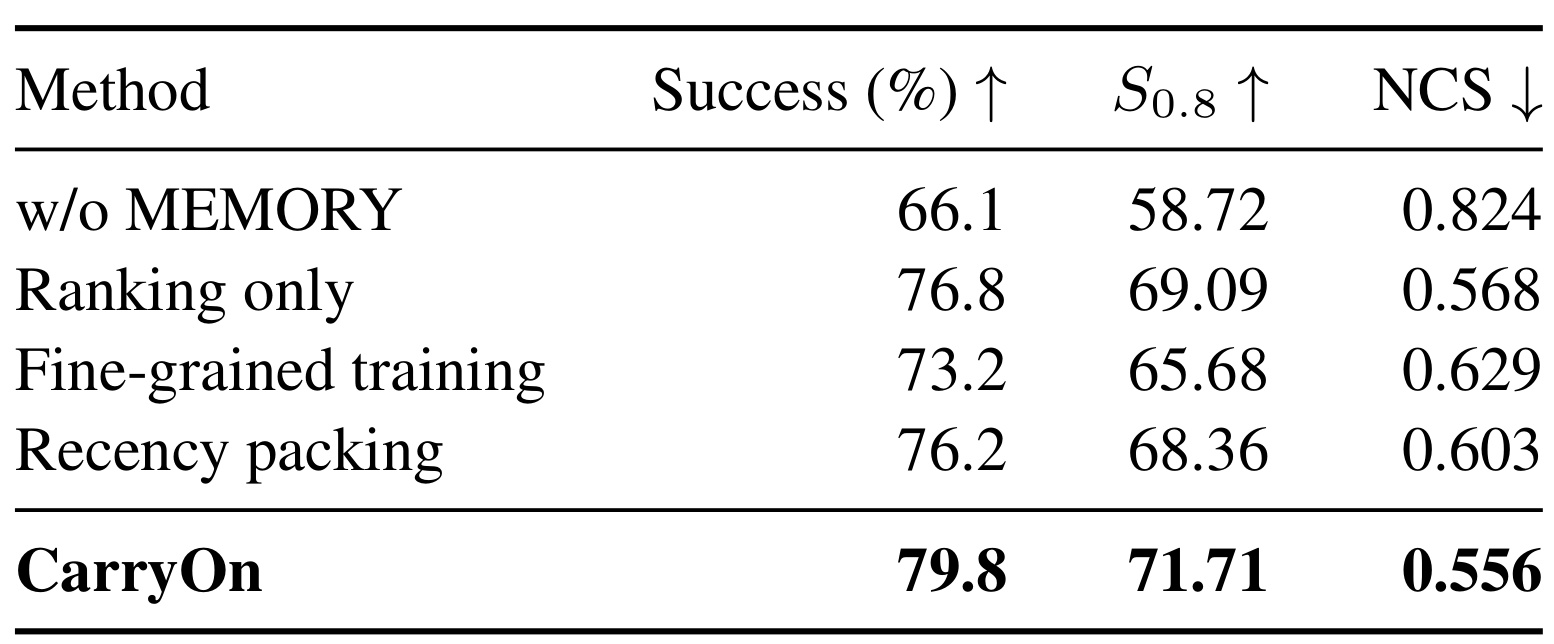 Method Success (%) ↑ S0.8 ↑ NCS ↓
w/o MEMORY 66.1 58.72 0.824
Ranking only 76.8 69.09 0.568
Fine-grained training 73.2 65.68 0.629
Recency packing 76.2 68.36 0.603
CarryOn 79.8 71.71 0.556